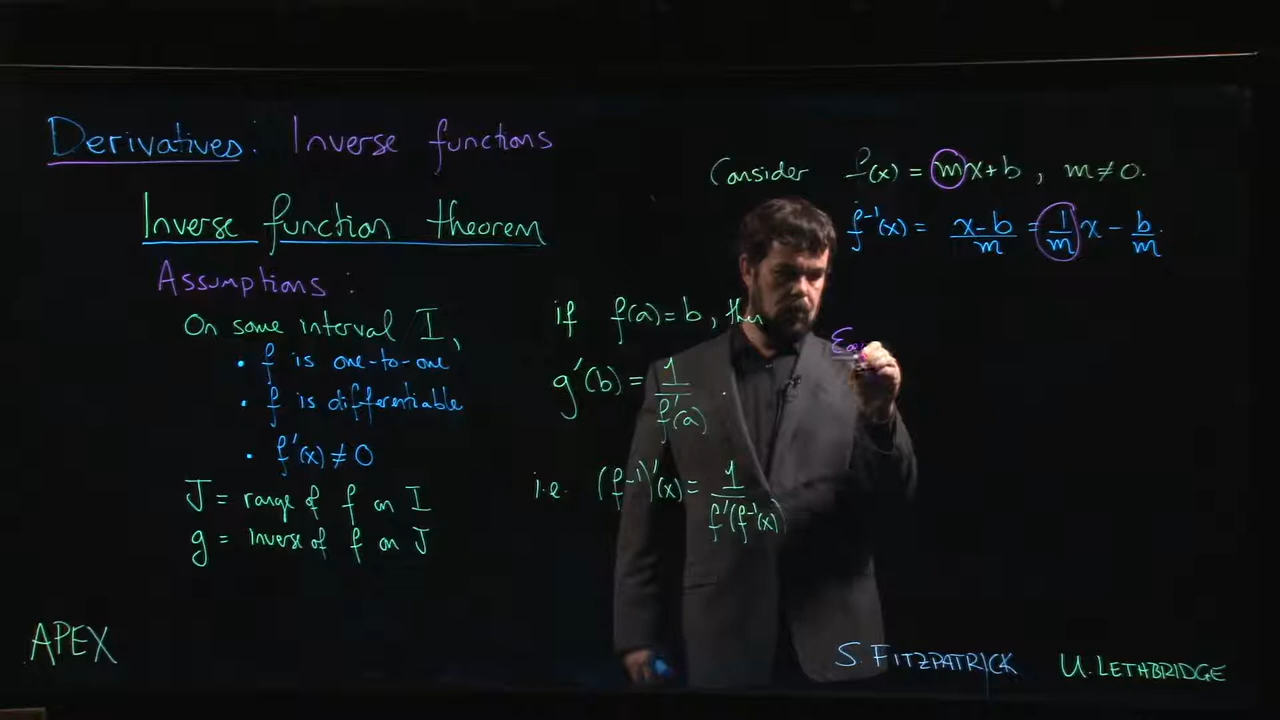 Derivatives: Inverse functions
Inverse function theorem
Assumptions:
On some interval I,
• f is one-to-one
• f is differentiable
• f'(x) ≠ 0
J = range of f on I
g = inverse of f on J
if f(a) = b, then
g'(b) = 1/f'(a).
i.e. (f⁻¹)'(x) = 1/f'(f⁻¹(x))
Consider f(x) = mx+b, m≠0.
f⁻¹(x) = x-b/m = 1/m x - b/m.
APEX
S. FITZPATRICK
U. LETHBRIDGE